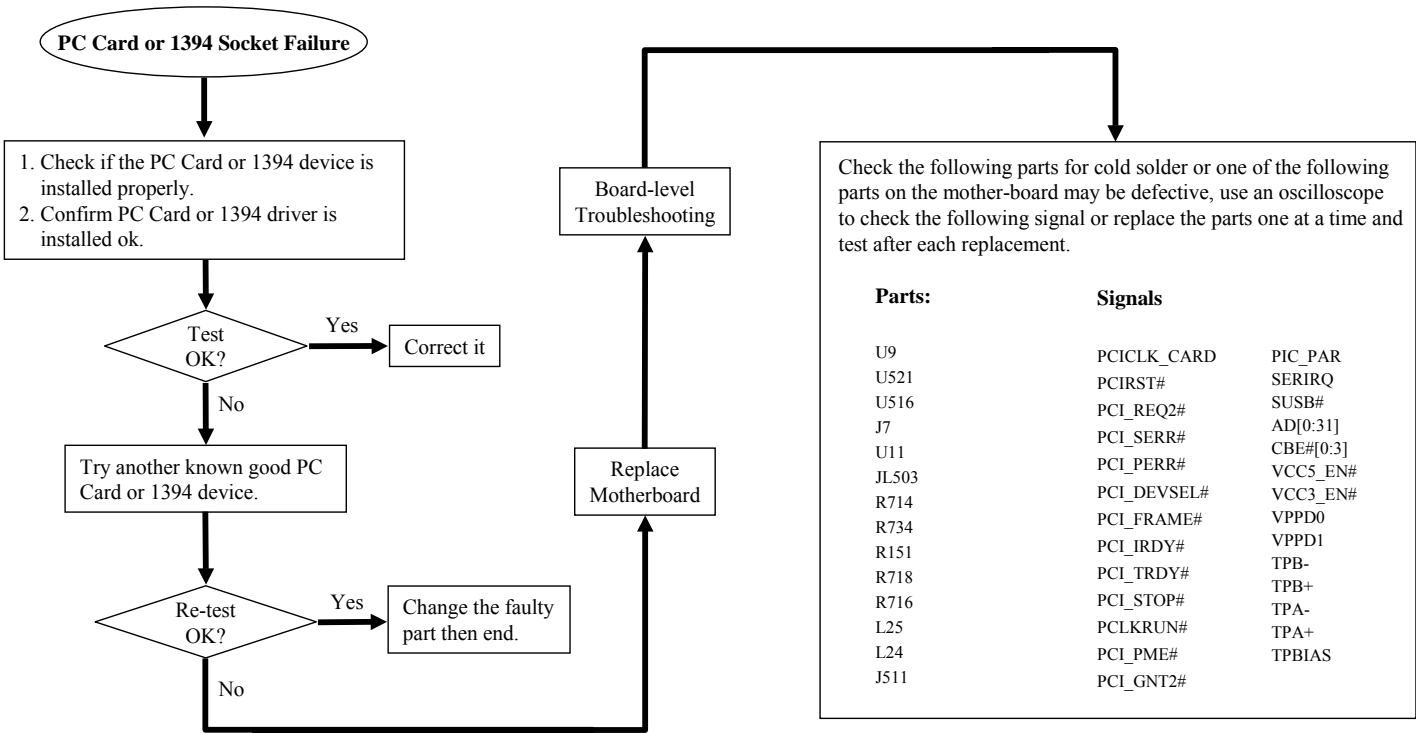 PC Card or 1394 Socket Failure
1. Check if the PC Card or 1394 device is
installed properly.
2. Confirm PC Card or 1394 driver is
installed ok.
Test
OK?
Yes
Correct it
No
Try another known good PC
Card or 1394 device.
Re-test
OK?
Yes
Change the faulty
part then end.
No
Replace
Motherboard
Board-level
Troubleshooting
Check the following parts for cold solder or one of the following
parts on the mother-board may be defective, use an oscilloscope
to check the following signal or replace the parts one at a time and
test after each replacement.
Parts:
U9
U521
U516
J7
U11
JL503
R714
R734
R151
R718
R716
L25
L24
J511
Signals
PCICLK_CARD
PCIRST#
PCI_REQ2#
PCI_SERR#
PCI_PERR#
PCI_DEVSEL#
PCI_FRAME#
PCI_IRDY#
PCI_TRDY#
PCI_STOP#
PCLKRUN#
PCI_PME#
PCI_GNT2#
PIC_PAR
SERIRQ
SUSB#
AD[0:31]
CBE#[0:3]
VCC5_EN#
VCC3_EN#
VPPD0
VPPD1
TPB-
TPB+
TPA-
TPA+
TPBIAS